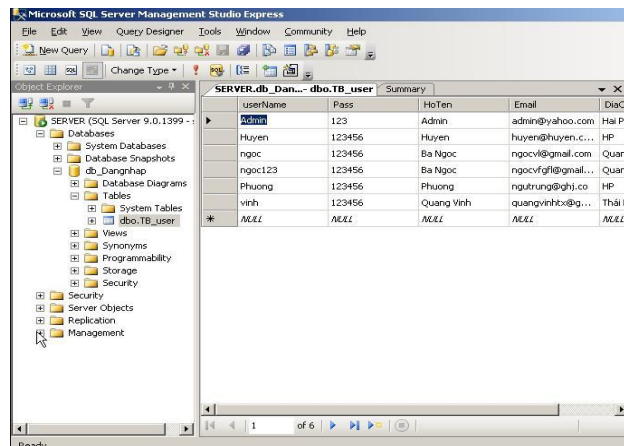 Microsoft SQL Server Management Studio Express
File Edit View Query Designer Tools Window Community Help
New Query
Change Type
Object Explorer
SERVER.db_Dan...- dbo.TB_user Summary
SERVER (SQL Server 9.0.1399 -
Databases
System Databases
Database Snapshots
db_Dangnhap
Database Diagrams
Tables
System Tables
dbo.TB_user
Views
Synonyms
Programmability
Storage
Security
Security
Server Objects
Replication
Management
userName Pass HoTen Email DiaC
Admin 123 Admin admin@yahoo.com Hai P
Huyen 123456 Huyen huyen@huyen.c... HP
ngoc 123456 Ba Ngoc ngocvl@gmail.com Quar
ngoc123 123456 Ba Ngoc ngocvfgfl@gmail... Quar
Phuong 123456 Phuong ngutrung@ghj.co HP
vinh 123456 Quang Vinh quangvinhtx@g... Thái
NULL NULL NULL NULL NULL
1 of 6
Ready